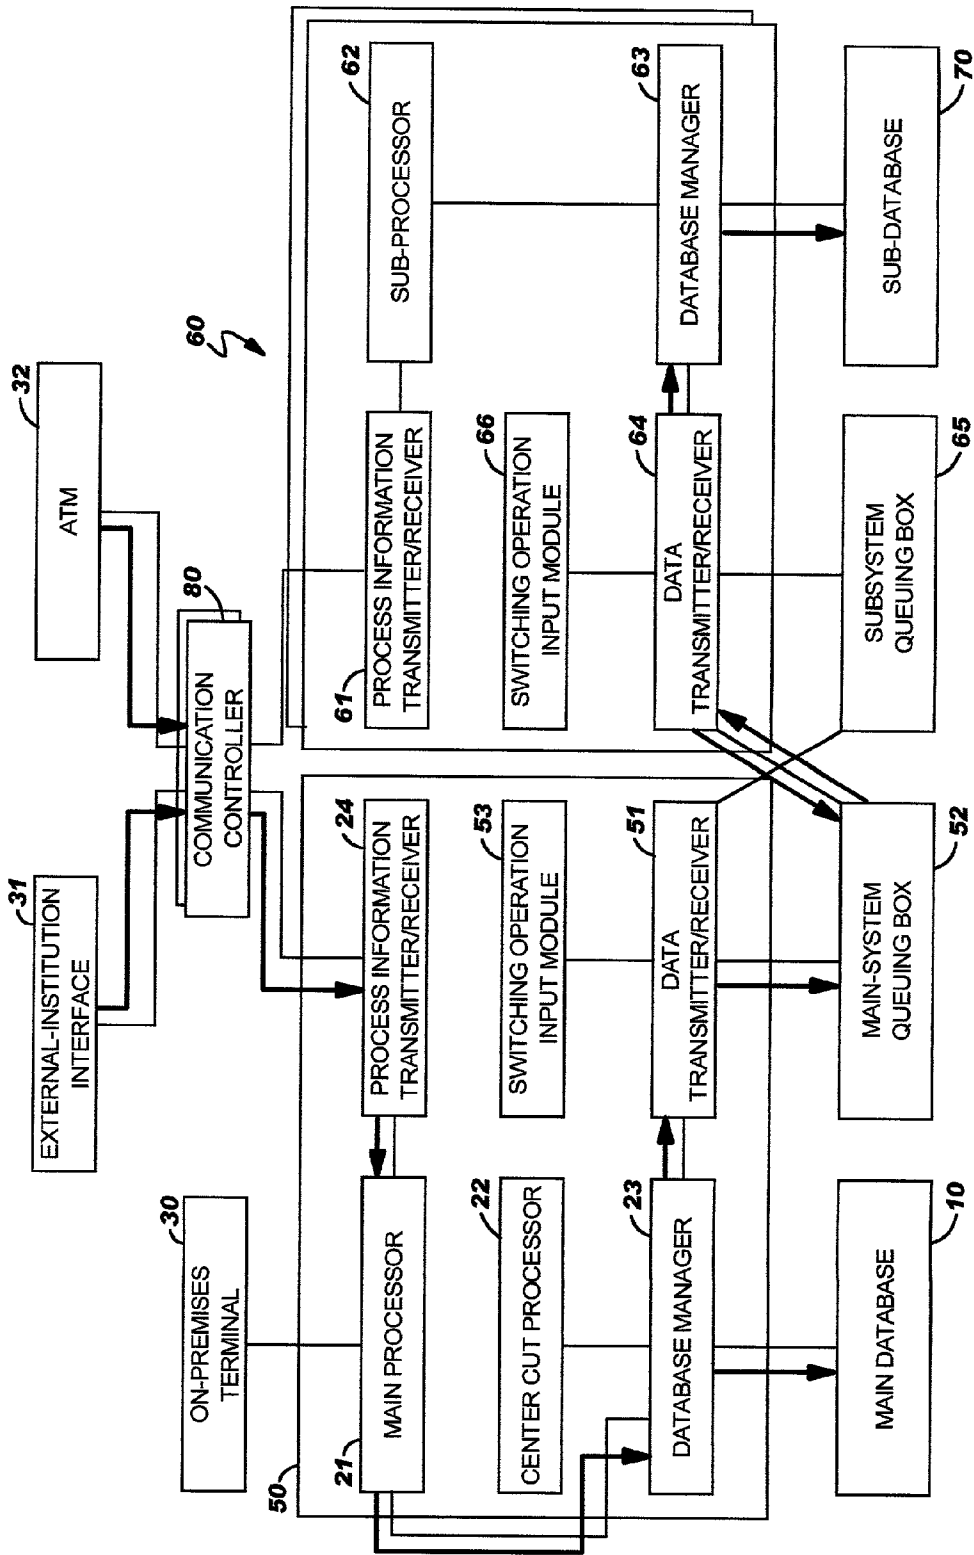 EXTERNAL-INSTITUTION
INTERFACE
31
ATM
32
ON-PREMISES
TERMINAL
30
COMMUNICATION
CONTROLLER
80
60
50
MAIN PROCESSOR
21
PROCESS INFORMATION
TRANSMITTER/RECEIVER
24
PROCESS INFORMATION
TRANSMITTER/RECEIVER
61
SUB-PROCESSOR
62
CENTER CUT PROCESSOR
22
SWITCHING OPERATION
INPUT MODULE
53
SWITCHING OPERATION
INPUT MODULE
66
DATABASE MANAGER
23
DATA
TRANSMITTER/RECEIVER
51
DATA
TRANSMITTER/RECEIVER
64
DATABASE MANAGER
63
MAIN DATABASE
10
MAIN-SYSTEM
QUEUING BOX
52
SUBSYSTEM
QUEUING BOX
65
SUB-DATABASE
70